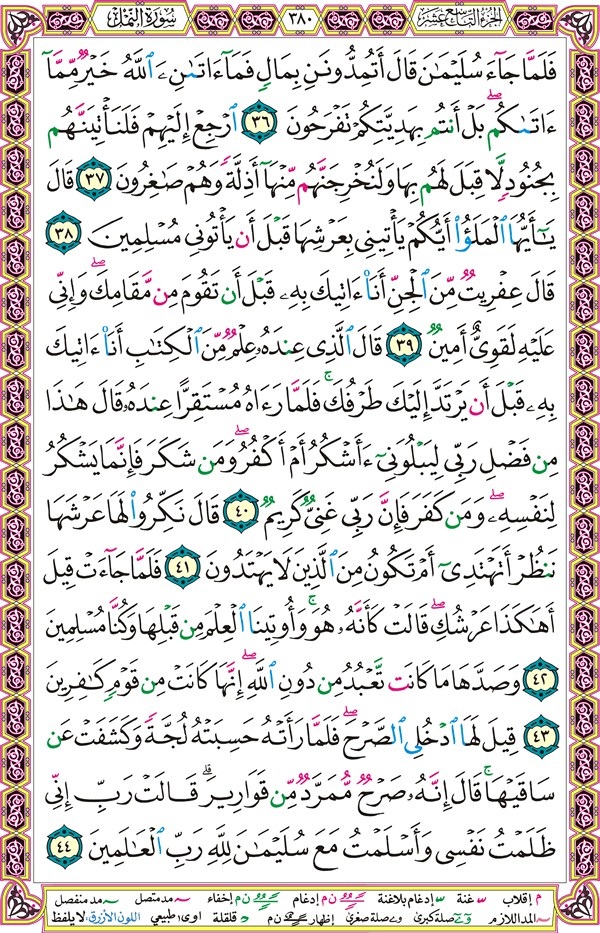 الجزء التاسع عشر
٣٨٠
سورة النمل
فَلَمَّا جَآءَ سُلَيْمَٰنَ قَالَ أَتُمِدُّونَنِ بِمَالٍ فَمَآ ءَاتَىٰنِۦَ ٱللَّهُ خَيْرٌ مِّمَّآ
ءَاتَىٰكُمۖ بَلْ أَنتُم بِهَدِيَّتِكُمْ تَفْرَحُونَ ٣٦ ٱرْجِعْ إِلَيْهِمْ فَلَنَأْتِيَنَّهُم
بِجُنُودٍ لَّا قِبَلَ لَهُم بِهَا وَلَنُخْرِجَنَّهُم مِّنْهَآ أَذِلَّةً وَهُمْ صَٰغِرُونَ ٣٧ قَالَ
يَٰٓأَيُّهَا ٱلْمَلَؤُا۟ أَيُّكُمْ يَأْتِينِى بِعَرْشِهَا قَبْلَ أَن يَأْتُونِى مُسْلِمِينَ ٣٨
قَالَ عِفْرِيتٌ مِّنَ ٱلْجِنِّ أَنَا۠ ءَاتِيكَ بِهِۦ قَبْلَ أَن تَقُومَ مِن مَّقَامِكَۖ وَإِنِّى
عَلَيْهِ لَقَوِىٌّ أَمِينٌ ٣٩ قَالَ ٱلَّذِى عِندَهُۥ عِلْمٌ مِّنَ ٱلْكِتَٰبِ أَنَا۠ ءَاتِيكَ
بِهِۦ قَبْلَ أَن يَرْتَدَّ إِلَيْكَ طَرْفُكَۚ فَلَمَّا رَءَاهُ مُسْتَقِرًّا عِندَهُۥ قَالَ هَٰذَا
مِن فَضْلِ رَبِّى لِيَبْلُوَنِىٓ ءَأَشْكُرُ أَمْ أَكْفُرُۖ وَمَن شَكَرَ فَإِنَّمَا يَشْكُرُ
لِنَفْسِهِۦۖ وَمَن كَفَرَ فَإِنَّ رَبِّى غَنِىٌّ كَرِيمٌ ٤٠ قَالَ نَكِّرُوا۟ لَهَا عَرْشَهَا
نَنظُرْ أَتَهْتَدِىٓ أَمْ تَكُونُ مِنَ ٱلَّذِينَ لَا يَهْتَدُونَ ٤١ فَلَمَّا جَآءَتْ قِيلَ
أَهَٰكَذَا عَرْشُكِۖ قَالَتْ كَأَنَّهُۥ هُوَۚ وَأُوتِينَا ٱلْعِلْمَ مِن قَبْلِهَا وَكُنَّا مُسْلِمِينَ
٤٢ وَصَدَّهَا مَا كَانَت تَّعْبُدُ مِن دُونِ ٱللَّهِۖ إِنَّهَا كَانَتْ مِن قَوْمٍ كَٰفِرِينَ
٤٣ قِيلَ لَهَا ٱدْخُلِى ٱلصَّرْحَۖ فَلَمَّا رَأَتْهُ حَسِبَتْهُ لُجَّةً وَكَشَفَتْ عَن
سَاقَيْهَاۚ قَالَ إِنَّهُۥ صَرْحٌ مُّمَرَّدٌ مِّن قَوَارِيرَۗ قَالَتْ رَبِّ إِنِّى
ظَلَمْتُ نَفْسِى وَأَسْلَمْتُ مَعَ سُلَيْمَٰنَ لِلَّهِ رَبِّ ٱلْعَٰلَمِينَ ٤٤
م إقلاب غنة إدغام بلاغنة ن م إدغام ن م إخفاء مد متصل مد منفصل
المد اللازم صلة كبرى صلة صغرى إظهار ن م قلقلة اوى طبيعي اللون الأزرق: لا يلفظ